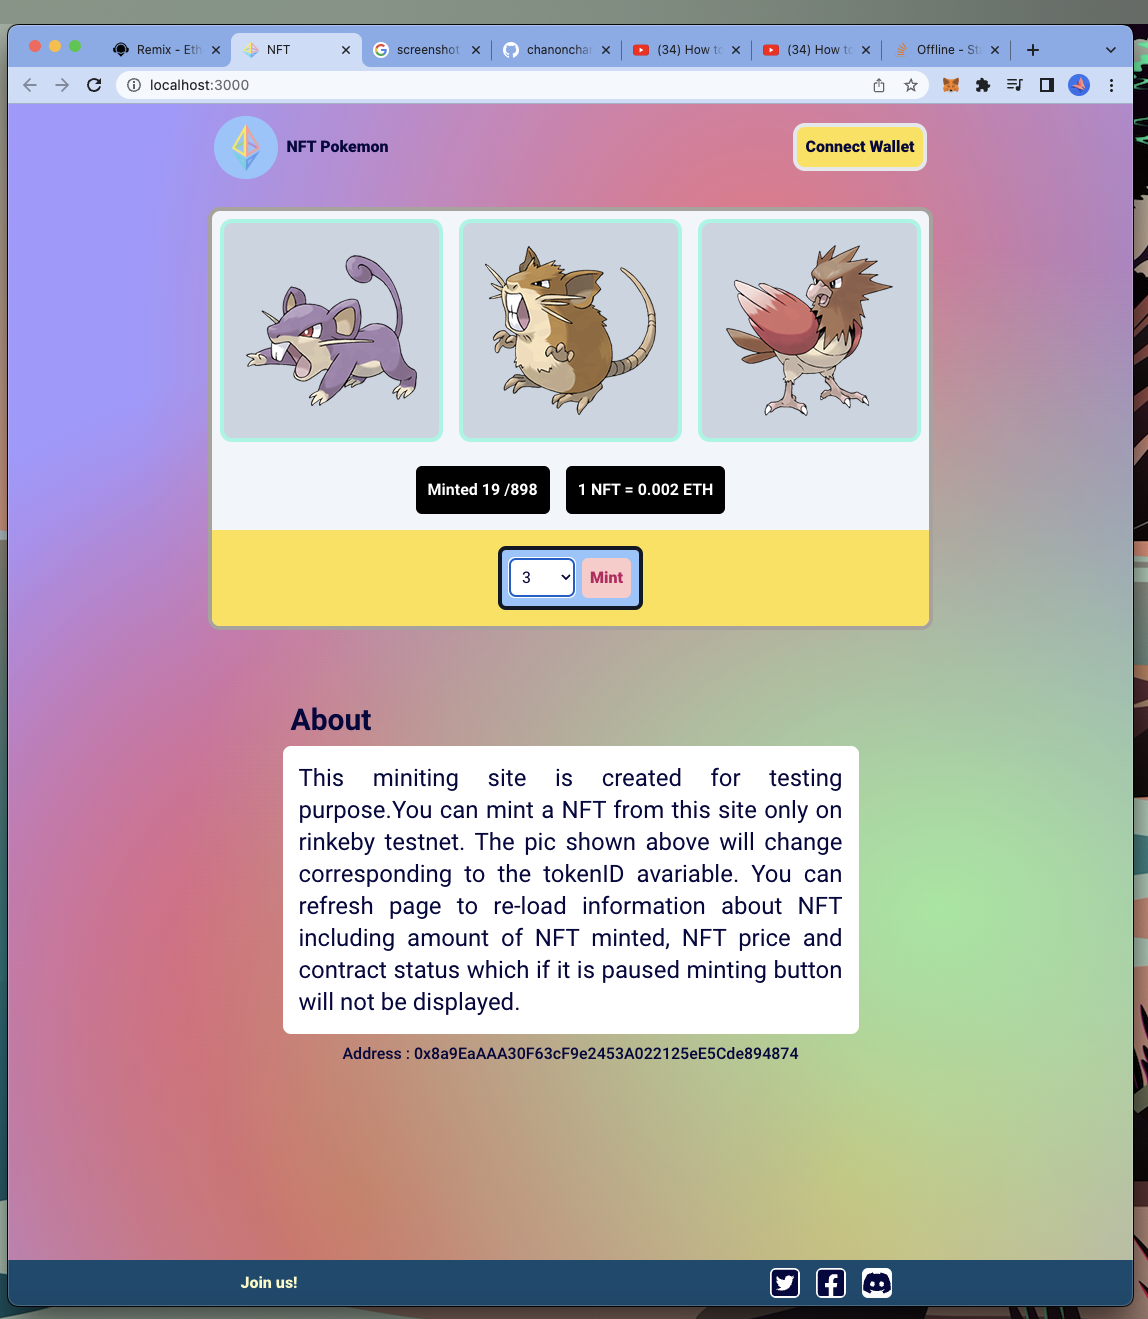 Remix - Eth
NFT
screenshot
chanoncha
(34) How to
(34) How to
Offline - Sta
localhost:3000
NFT Pokemon
Connect Wallet
Minted 19 /898
1 NFT = 0.002 ETH
3
Mint
About
This miniting site is created for testing
purpose.You can mint a NFT from this site only on
rinkeby testnet. The pic shown above will change
corresponding to the tokenID avariable. You can
refresh page to re-load information about NFT
including amount of NFT minted, NFT price and
contract status which if it is paused minting button
will not be displayed.
Address : 0x8a9EaAAA30F63cF9e2453A022125eE5Cde894874
Join us!